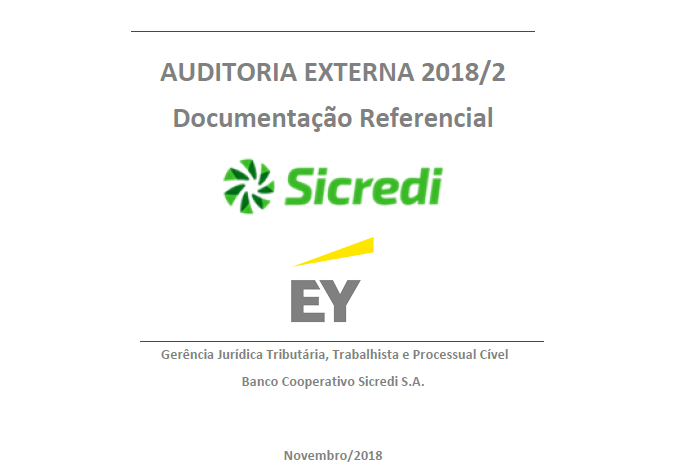 AUDITORIA EXTERNA 2018/2
Documentação Referencial
Sicredi
EY
Gerência Jurídica Tributária, Trabalhista e Processual Cível
Banco Cooperativo Sicredi S.A.
Novembro/2018